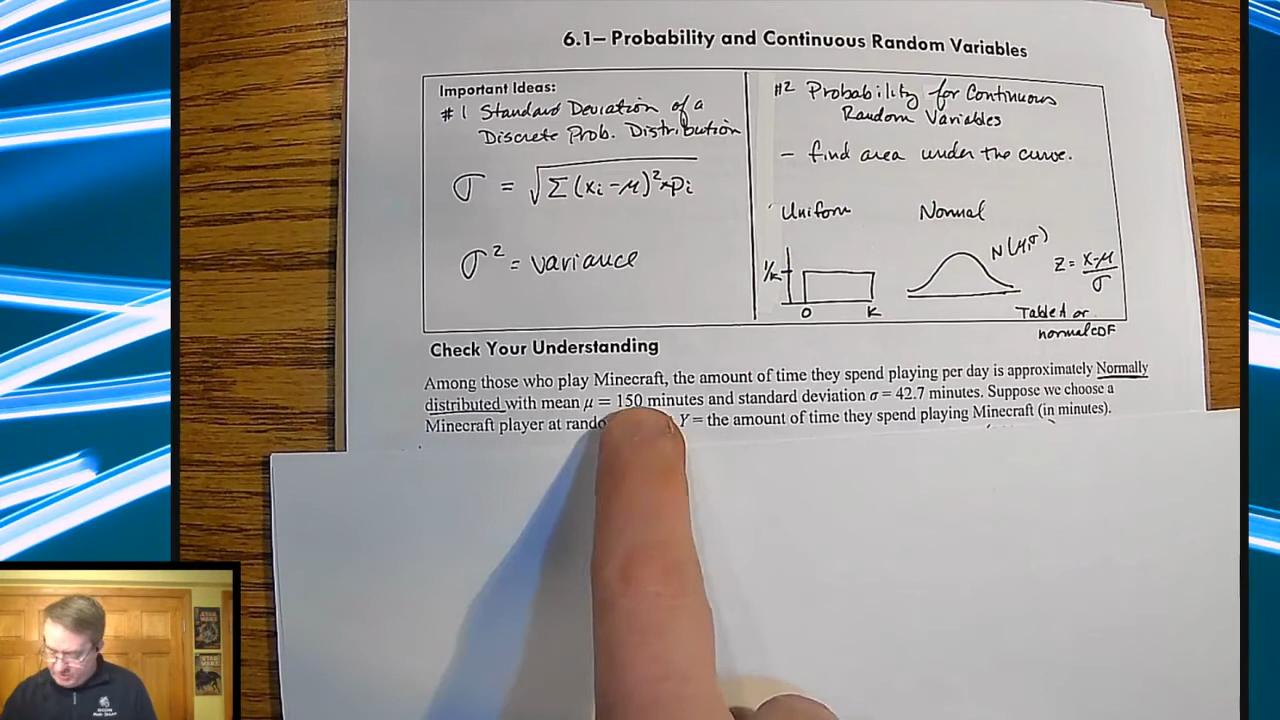 6.1– Probability and Continuous Random Variables
Important Ideas:
#1 Standard Deviation of a
Discrete Prob. Distribution
σ = √Σ(xᵢ-μ)²*pᵢ
σ² = variance
#2 Probability for Continuous
Random Variables
- find area under the curve.
Uniform Normal
N(μ,σ)
1/K
0 K
z = x-μ/σ
Table A or
normalCDF
Check Your Understanding
Among those who play Minecraft, the amount of time they spend playing per day is approximately Normally
distributed with mean μ = 150 minutes and standard deviation σ = 42.7 minutes. Suppose we choose a
Minecraft player at Y = the amount of time they spend playing Minecraft (in minutes).
STAR
WARS
STAR
WARS